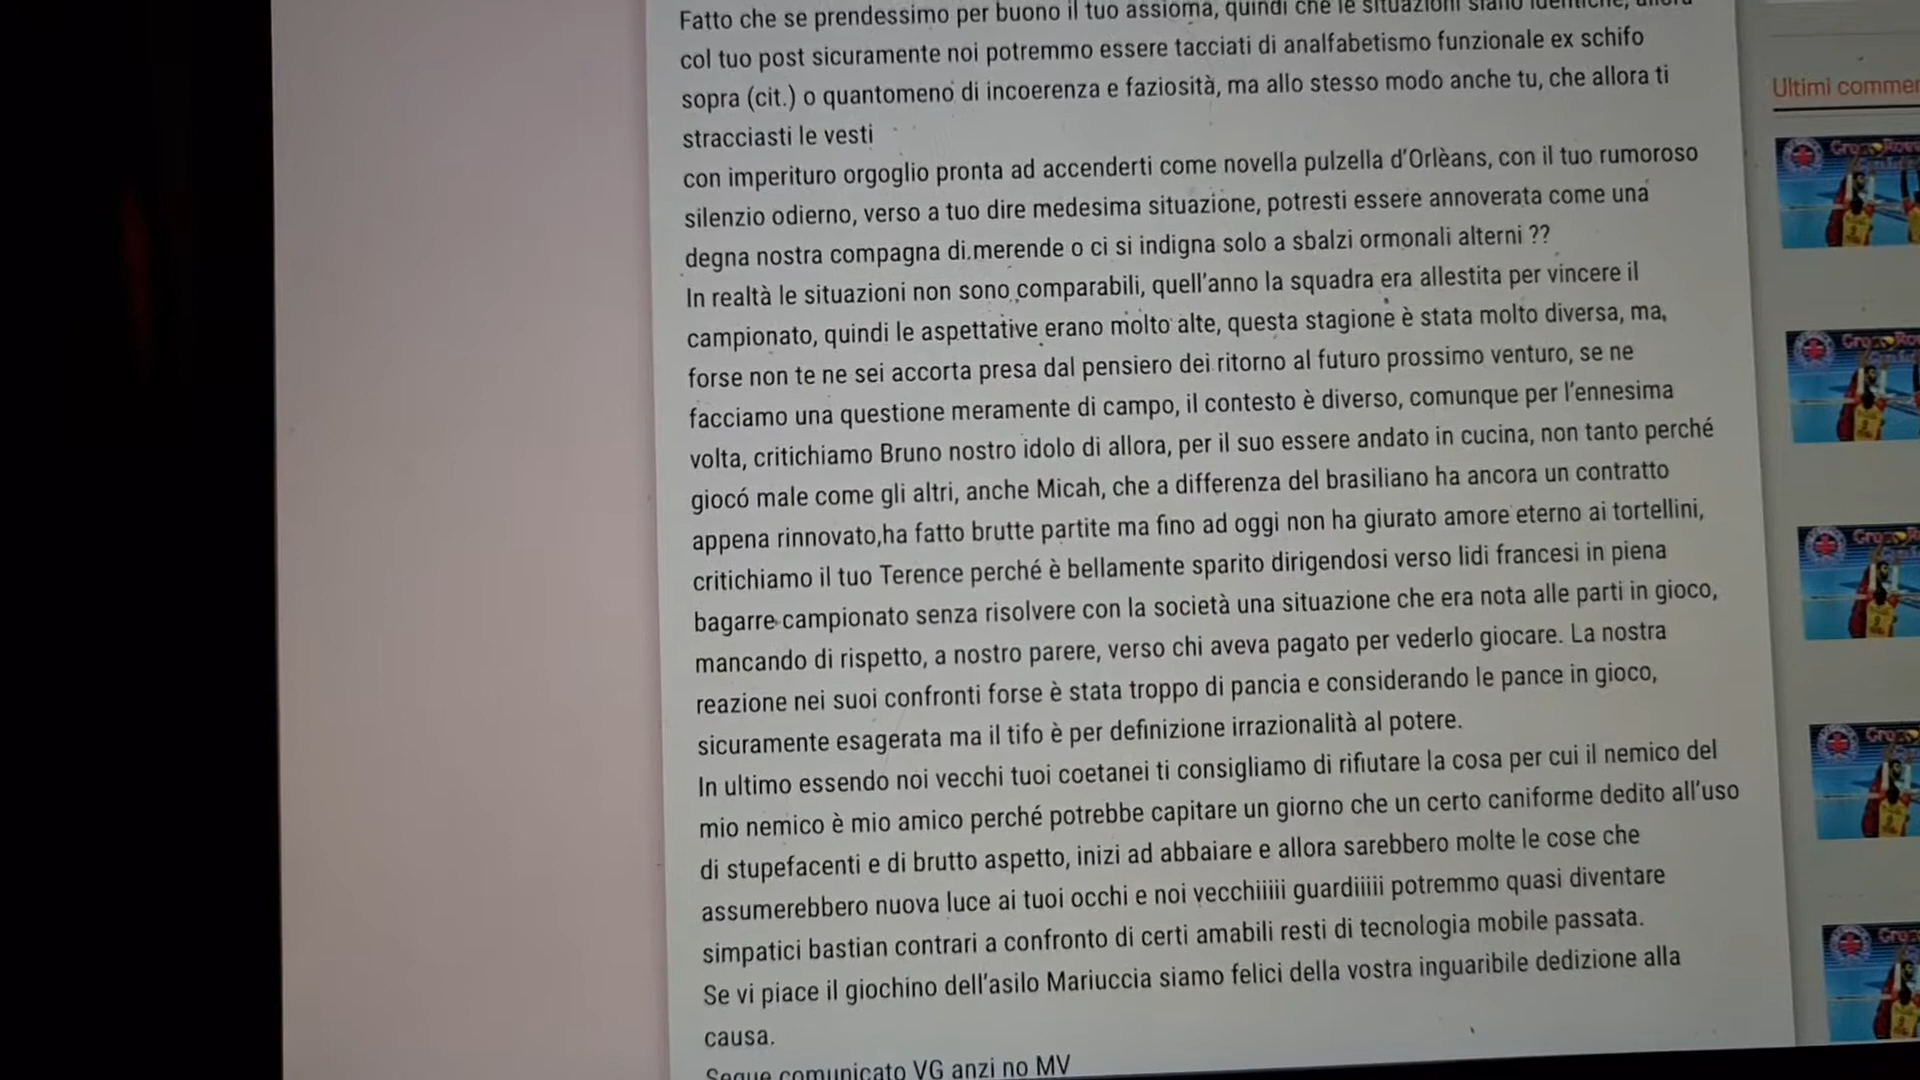 Fatto che se prendessimo per buono il tuo assioma, quindi che le situazioni siano identiche, allora
col tuo post sicuramente noi potremmo essere tacciati di analfabetismo funzionale ex schifo
sopra (cit.) o quantomeno di incoerenza e faziosità, ma allo stesso modo anche tu, che allora ti
stracciasti le vesti
con imperituro orgoglio pronta ad accenderti come novella pulzella d'Orlèans, con il tuo rumoroso
silenzio odierno, verso a tuo dire medesima situazione, potresti essere annoverata come una
degna nostra compagna di merende o ci si indigna solo a sbalzi ormonali alterni ??
In realtà le situazioni non sono comparabili, quell'anno la squadra era allestita per vincere il
campionato, quindi le aspettative erano molto alte, questa stagione è stata molto diversa, ma,
forse non te ne sei accorta presa dal pensiero dei ritorno al futuro prossimo venturo, se ne
facciamo una questione meramente di campo, il contesto è diverso, comunque per l'ennesima
volta, critichiamo Bruno nostro idolo di allora, per il suo essere andato in cucina, non tanto perché
giocó male come gli altri, anche Micah, che a differenza del brasiliano ha ancora un contratto
appena rinnovato,ha fatto brutte partite ma fino ad oggi non ha giurato amore eterno ai tortellini,
critichiamo il tuo Terence perché è bellamente sparito dirigendosi verso lidi francesi in piena
bagarre campionato senza risolvere con la società una situazione che era nota alle parti in gioco,
mancando di rispetto, a nostro parere, verso chi aveva pagato per vederlo giocare. La nostra
reazione nei suoi confronti forse è stata troppo di pancia e considerando le pance in gioco,
sicuramente esagerata ma il tifo è per definizione irrazionalità al potere.
In ultimo essendo noi vecchi tuoi coetanei ti consigliamo di rifiutare la cosa per cui il nemico del
mio nemico è mio amico perché potrebbe capitare un giorno che un certo caniforme dedito all'uso
di stupefacenti e di brutto aspetto, inizi ad abbaiare e allora sarebbero molte le cose che
assumerebbero nuova luce ai tuoi occhi e noi vecchiiiii guardiiiii potremmo quasi diventare
simpatici bastian contrari a confronto di certi amabili resti di tecnologia mobile passata.
Se vi piace il giochino dell'asilo Mariuccia siamo felici della vostra inguaribile dedizione alla
causa.
Segue comunicato VG anzi no MV
Ultimi